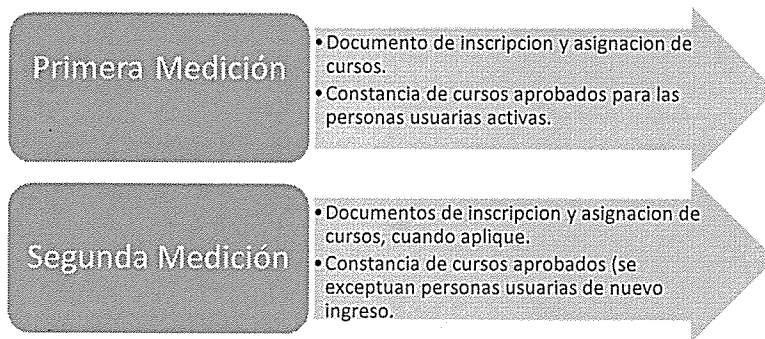 Primera Medición
• Documento de inscripcion y asignacion de
cursos.
• Constancia de cursos aprobados para las
personas usuarias activas.
Segunda Medición
• Documentos de inscripcion y asignacion de
cursos, cuando aplique.
• Constancia de cursos aprobados (se
exceptuan personas usuarias de nuevo
ingreso.